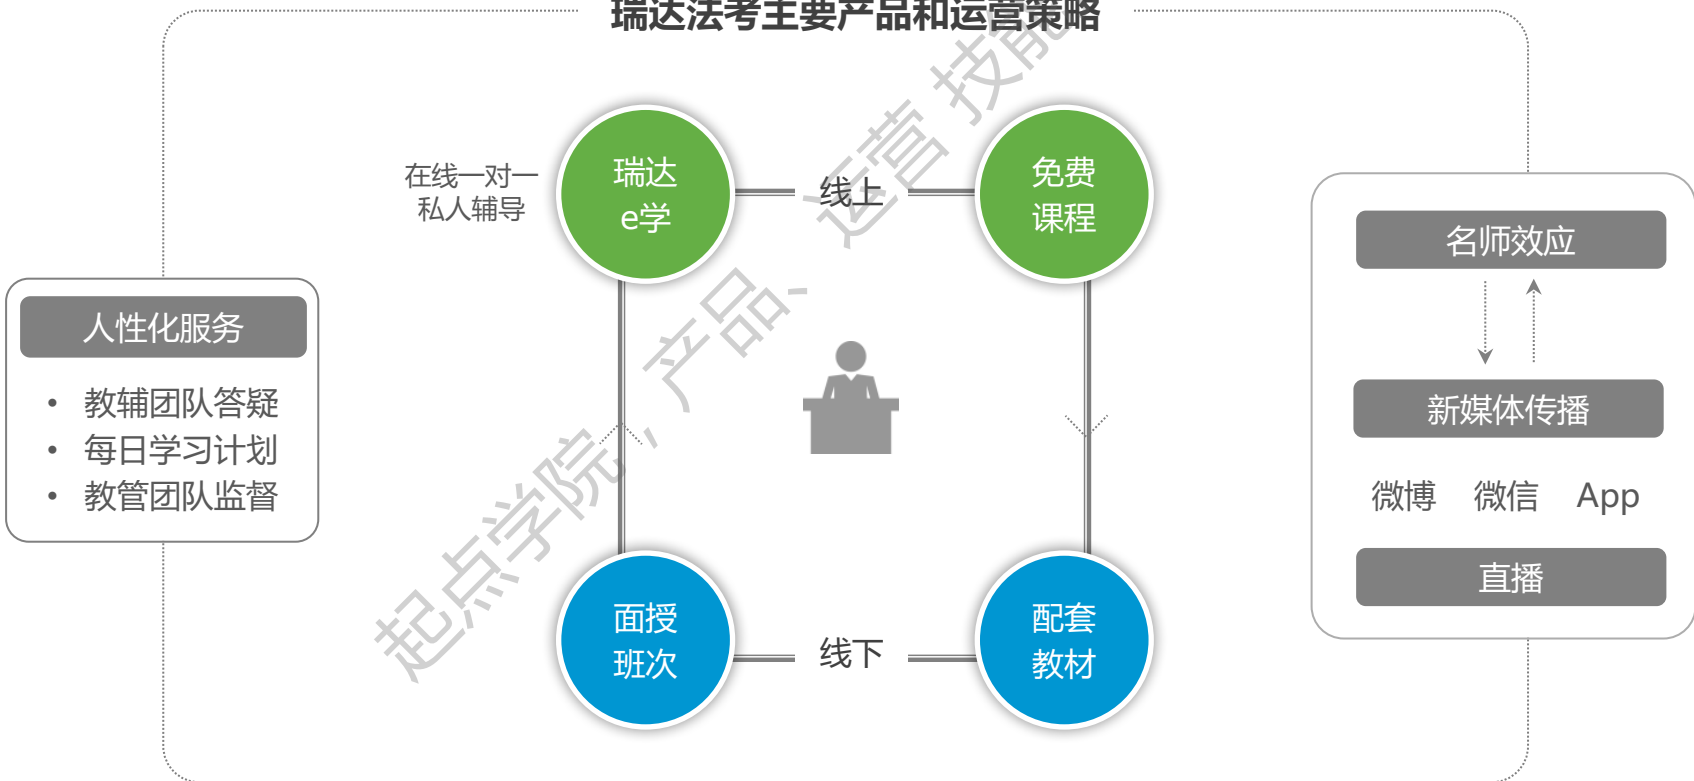 瑞达法考主要产品和运营策略
在线一对一
私人辅导
瑞达
e学
线上
免费
课程
人性化服务
• 教辅团队答疑
• 每日学习计划
• 教管团队监督
名师效应
新媒体传播
微博 微信 App
直播
面授
班次
线下
配套
教材
起点学院，产品、运营 技能